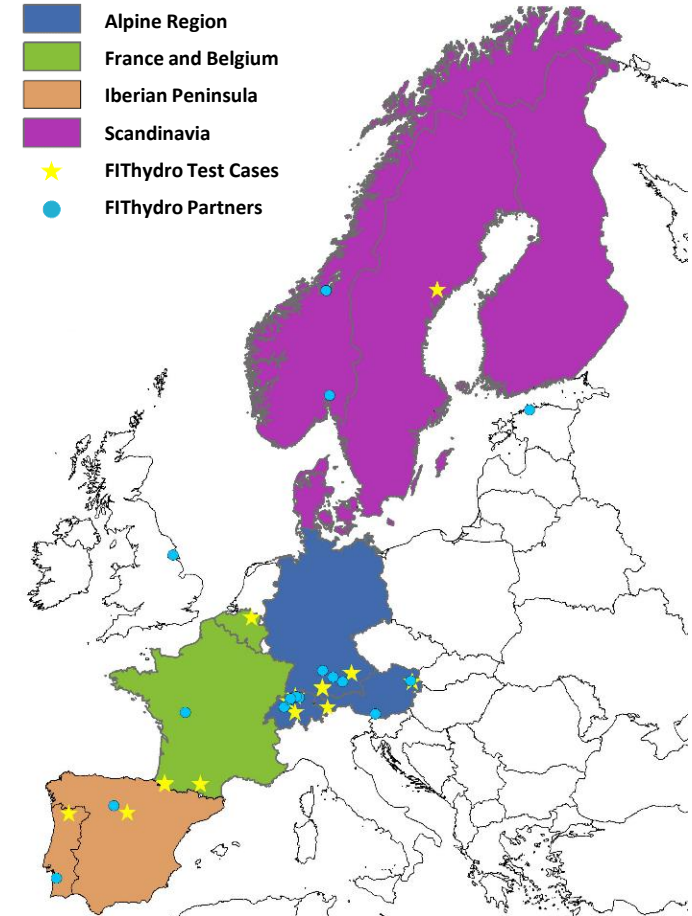 Alpine Region
France and Belgium
Iberian Peninsula
Scandinavia
FIThydro Test Cases
FIThydro Partners